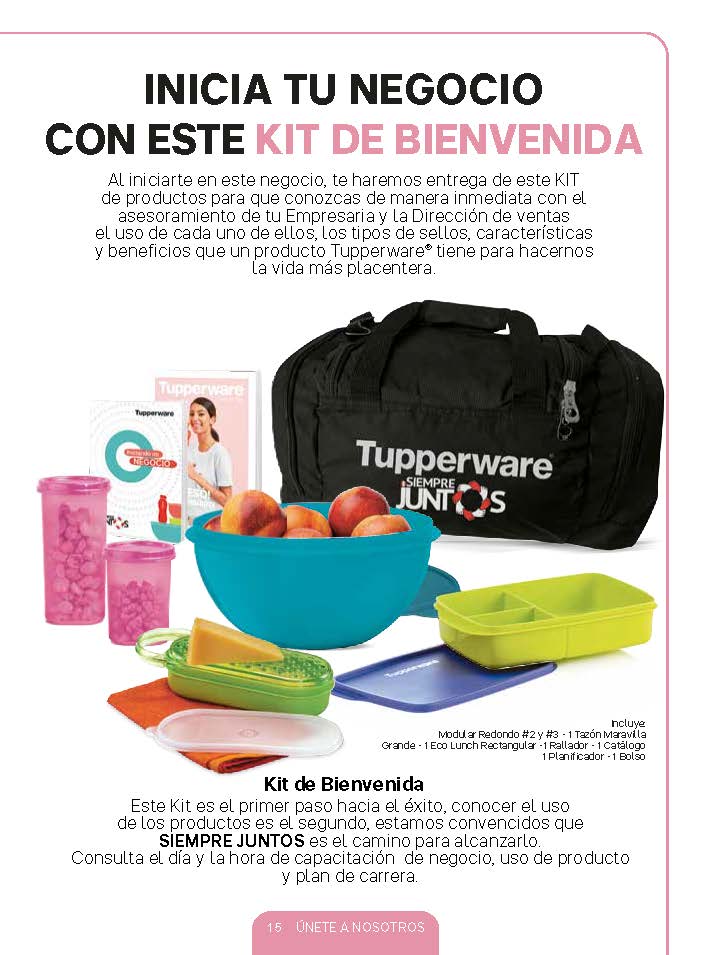 INICIA TU NEGOCIO
CON ESTE KIT DE BIENVENIDA
Al iniciarte en este negocio, te haremos entrega de este KIT
de productos para que conozcas de manera inmediata con el
asesoramiento de tu Empresaria y la Dirección de ventas
el uso de cada uno de ellos, los tipos de sellos, características
y beneficios que un producto Tupperware® tiene para hacernos
la vida más placentera.
Tupperware
Tupperware
Iniciando mi
NEGOCIO
Tupperware®
SIEMPRE
JUNTOS
Tupperware
Incluye:
Modular Redondo #2 y #3 - 1 Tazón Maravilla
Grande - 1 Eco Lunch Rectangular - 1 Rallador - 1 Catálogo
1 Planificador - 1 Bolso
Kit de Bienvenida
Este Kit es el primer paso hacia el éxito, conocer el uso
de los productos es el segundo, estamos convencidos que
SIEMPRE JUNTOS es el camino para alcanzarlo.
Consulta el día y la hora de capacitación de negocio, uso de producto
y plan de carrera.
15 ÚNETE A NOSOTROS